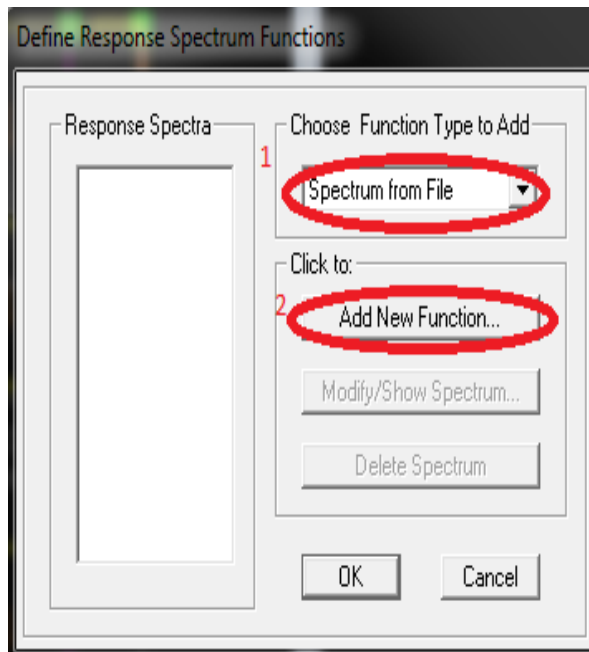 Define Response Spectrum Functions
Response Spectra
Choose Function Type to Add
1
Spectrum from File
Click to:
2
Add New Function...
Modify/Show Spectrum...
Delete Spectrum
OK
Cancel